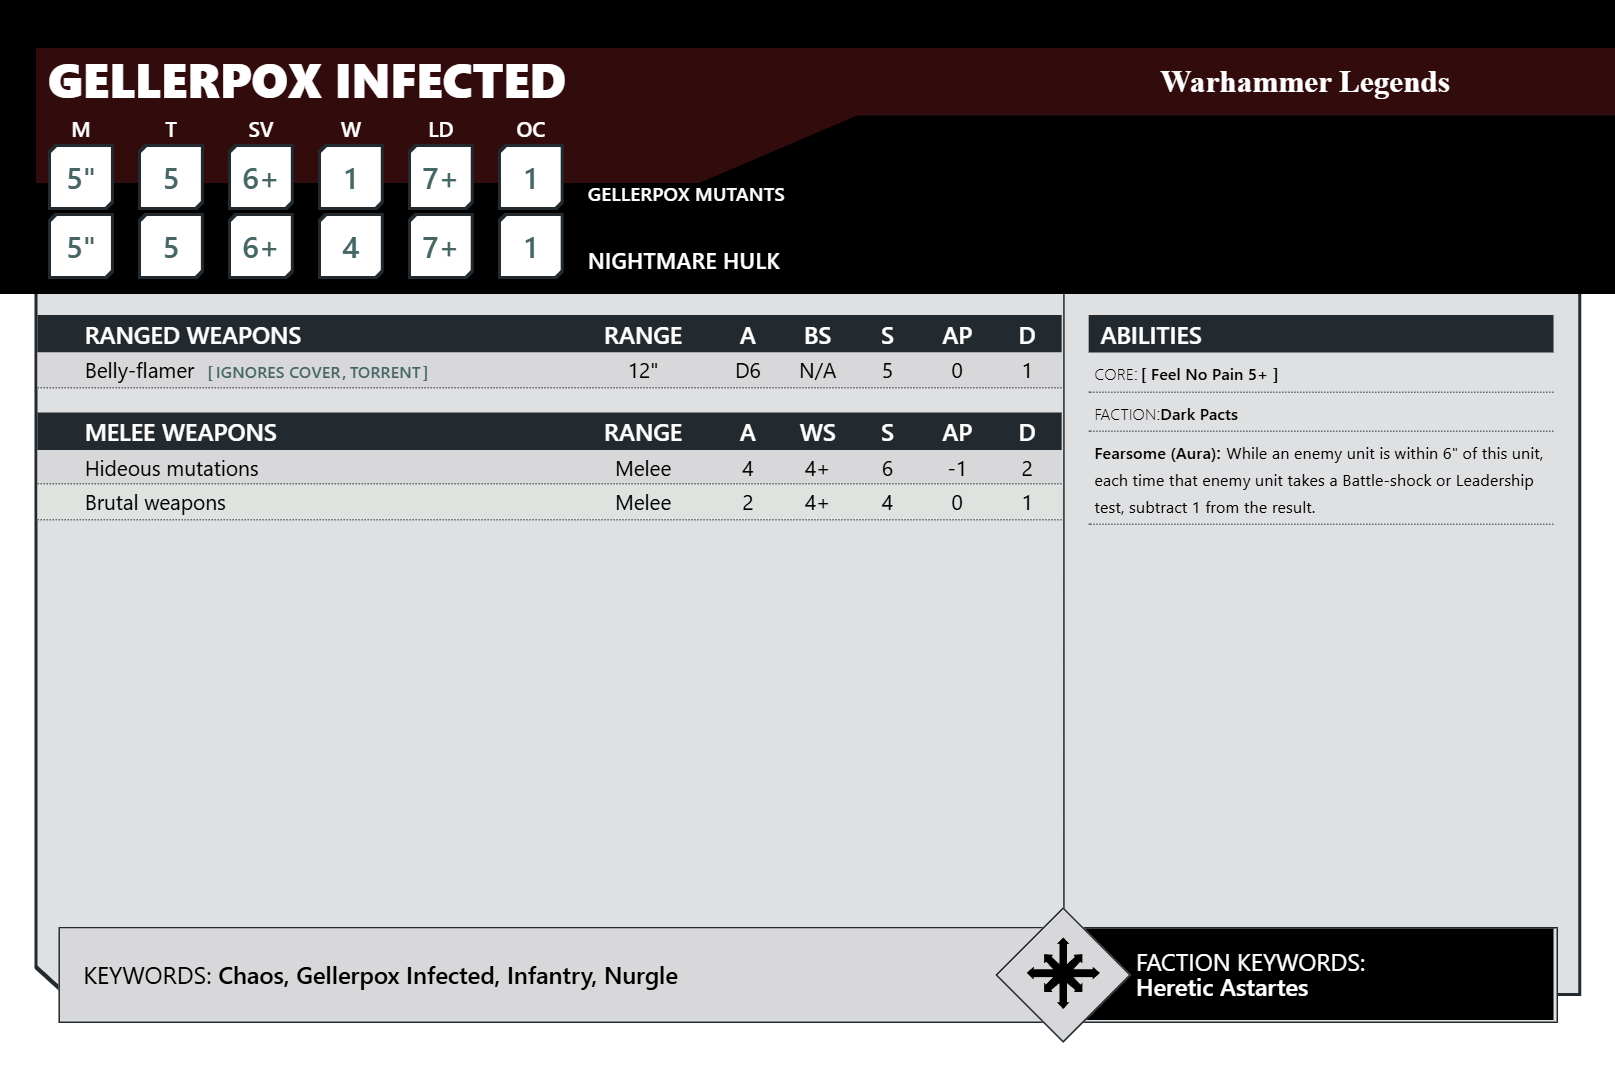 GELLERPOX INFECTED
Warhammer Legends
M T SV W LD OC
5" 5 6+ 1 7+ 1 GELLERPOX MUTANTS
5" 5 6+ 4 7+ 1 NIGHTMARE HULK
RANGED WEAPONS RANGE A BS S AP D
Belly-flamer [ IGNORES COVER, TORRENT ] 12" D6 N/A 5 0 1
MELEE WEAPONS RANGE A WS S AP D
Hideous mutations Melee 4 4+ 6 -1 2
Brutal weapons Melee 2 4+ 4 0 1
ABILITIES
CORE: [ Feel No Pain 5+ ]
FACTION:Dark Pacts
Fearsome (Aura): While an enemy unit is within 6" of this unit,
each time that enemy unit takes a Battle-shock or Leadership
test, subtract 1 from the result.
KEYWORDS: Chaos, Gellerpox Infected, Infantry, Nurgle
FACTION KEYWORDS:
Heretic Astartes